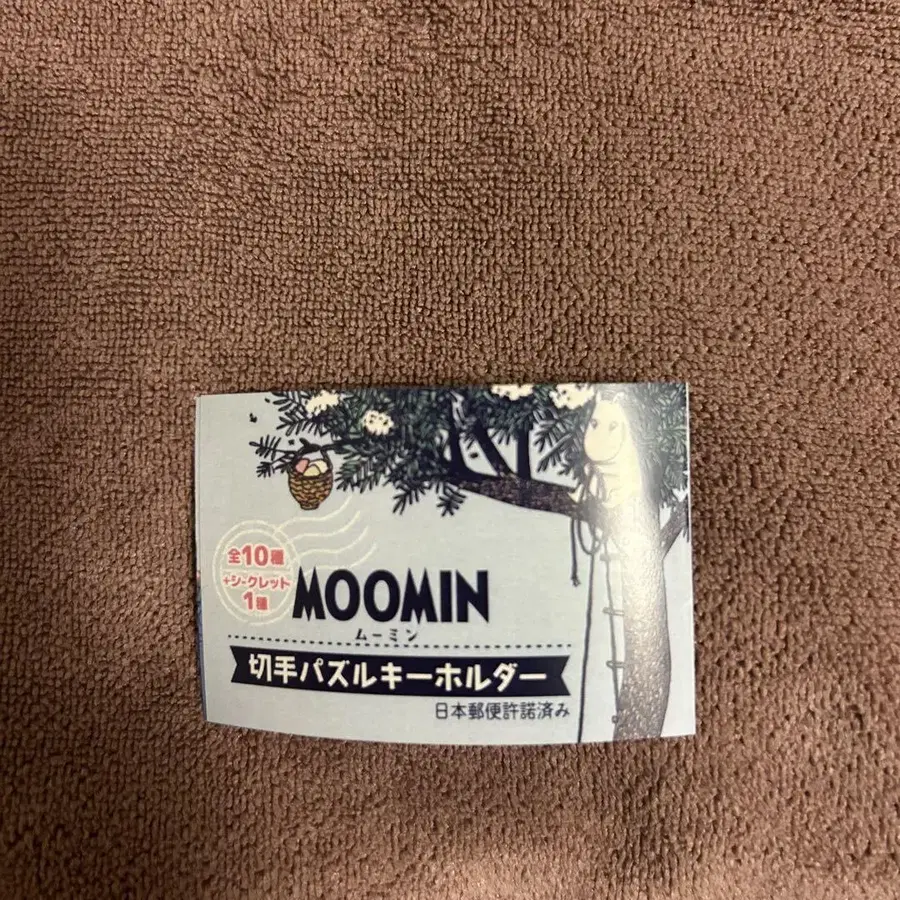 全10種
+シークレット
1種
MOOMIN
ムーミン
切手パズルキーホルダー
日本郵便許諾済み